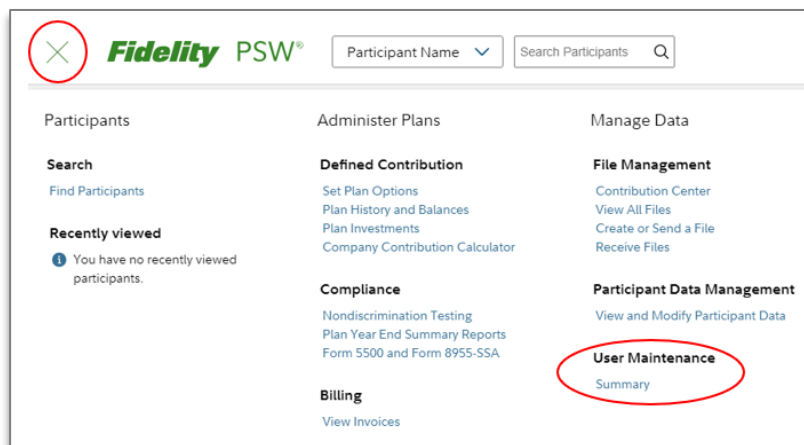 Fidelity PSW®
Participant Name
Search Participants
Participants
Search
Find Participants
Recently viewed
You have no recently viewed
participants.
Administer Plans
Defined Contribution
Set Plan Options
Plan History and Balances
Plan Investments
Company Contribution Calculator
Compliance
Nondiscrimination Testing
Plan Year End Summary Reports
Form 5500 and Form 8955-SSA
Billing
View Invoices
Manage Data
File Management
Contribution Center
View All Files
Create or Send a File
Receive Files
Participant Data Management
View and Modify Participant Data
User Maintenance
Summary